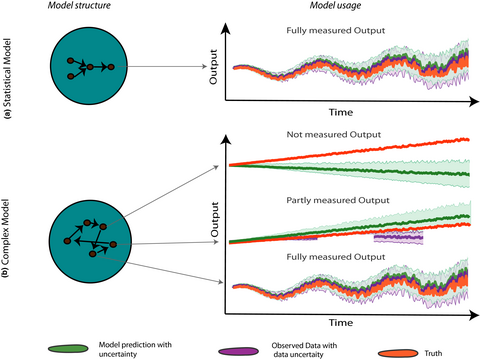 Model structure
Model usage
(a) Statistical Model
Fully measured Output
Output
Time
(b) Complex Model
Not measured Output
Output
Partly measured Output
Fully measured Output
Time
Model prediction with
uncertainty
Observed Data with
data uncertainty
Truth